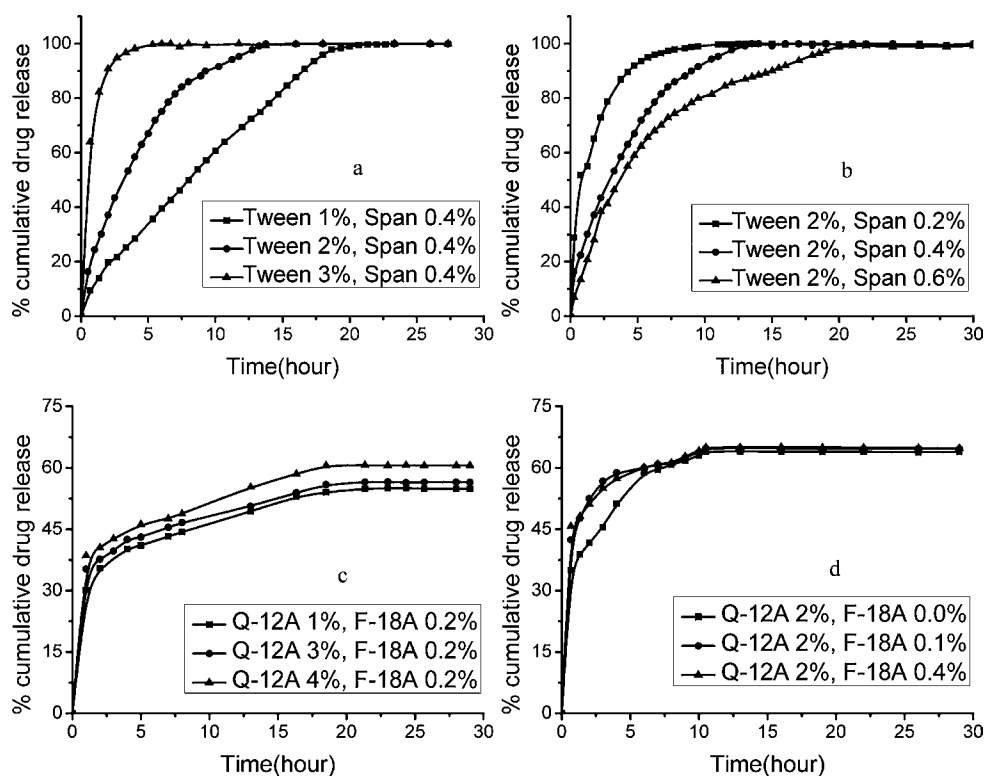 % cumulative drug release
100
80
60
40
20
0
a
Tween 1%, Span 0.4%
Tween 2%, Span 0.4%
Tween 3%, Span 0.4%
0 5 10 15 20 25 30
Time(hour)
% cumulative drug release
100
80
60
40
20
0
b
Tween 2%, Span 0.2%
Tween 2%, Span 0.4%
Tween 2%, Span 0.6%
0 5 10 15 20 25 30
Time(hour)
% cumulative drug release
75
60
45
30
15
0
c
Q-12A 1%, F-18A 0.2%
Q-12A 3%, F-18A 0.2%
Q-12A 4%, F-18A 0.2%
0 5 10 15 20 25 30
Time(hour)
% cumulative drug release
75
60
45
30
15
0
d
Q-12A 2%, F-18A 0.0%
Q-12A 2%, F-18A 0.1%
Q-12A 2%, F-18A 0.4%
0 5 10 15 20 25 30
Time(hour)